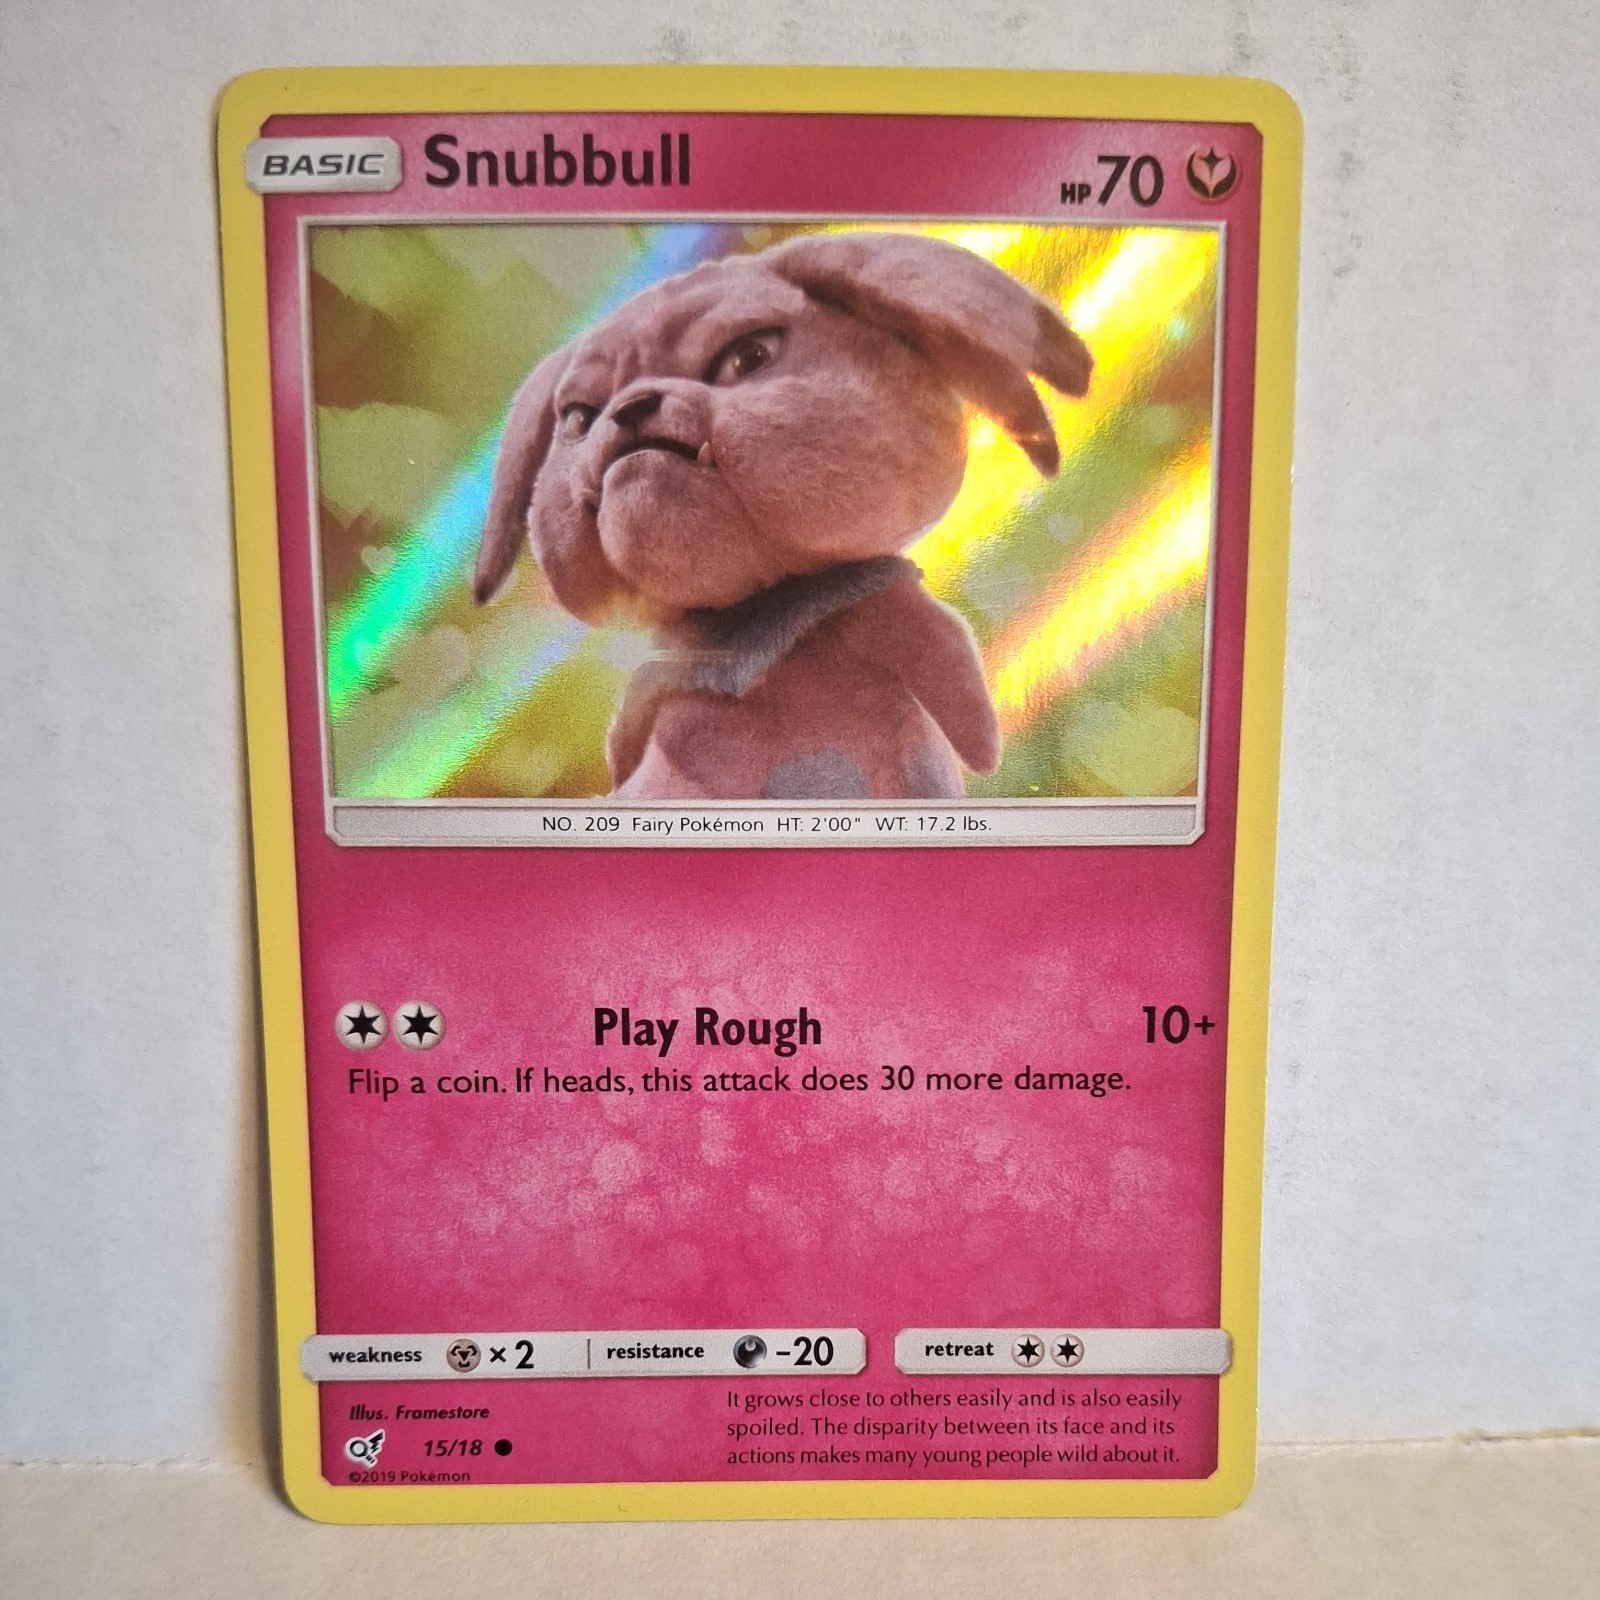 BASIC Snubbull HP 70
NO. 209 Fairy Pokémon HT: 2'00" WT: 17.2 lbs.
Play Rough 10+
Flip a coin. If heads, this attack does 30 more damage.
weakness × 2 resistance -20 retreat
It grows close to others easily and is also easily
spoiled. The disparity between its face and its
actions makes many young people wild about it.
Illus. Framestore
15/18
©2019 Pokémon